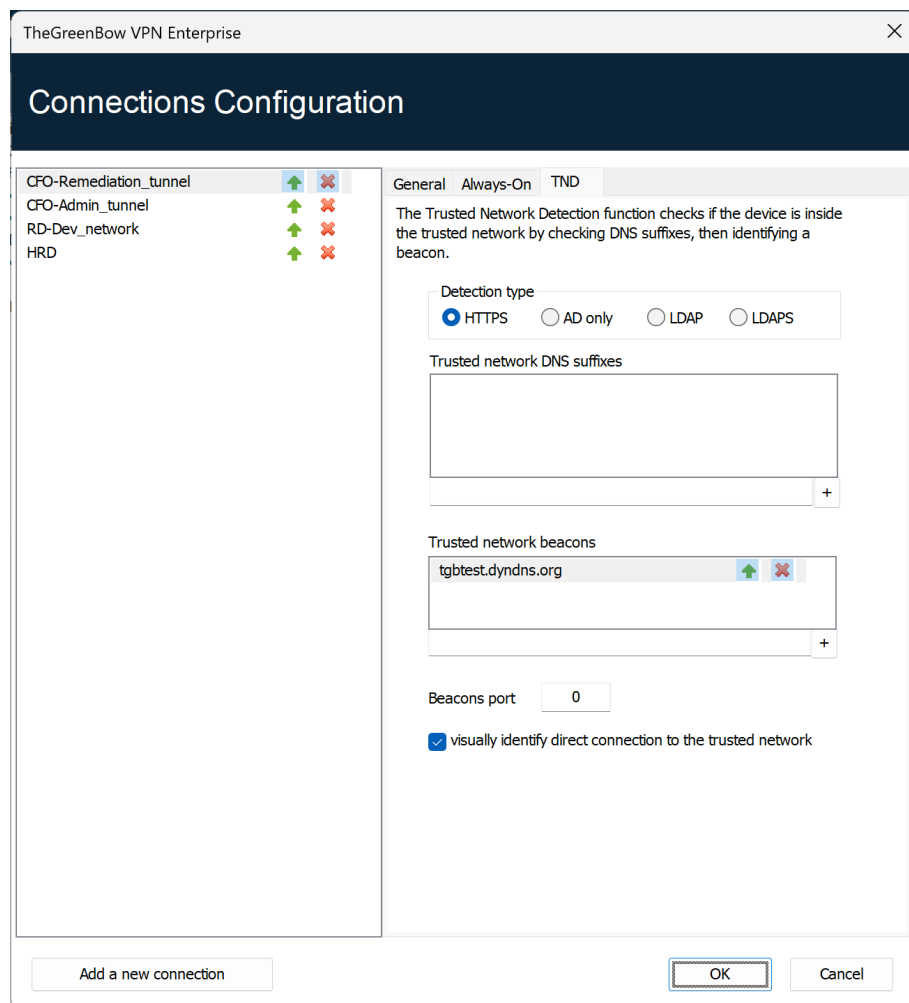 TheGreenBow VPN Enterprise
Connections Configuration
CFO-Remediation_tunnel
CFO-Admin_tunnel
RD-Dev_network
HRD
General Always-On TND
The Trusted Network Detection function checks if the device is inside
the trusted network by checking DNS suffixes, then identifying a
beacon.
Detection type
HTTPS AD only LDAP LDAPS
Trusted network DNS suffixes
+
Trusted network beacons
tgbtest.dyndns.org
+
Beacons port 0
visually identify direct connection to the trusted network
Add a new connection OK Cancel